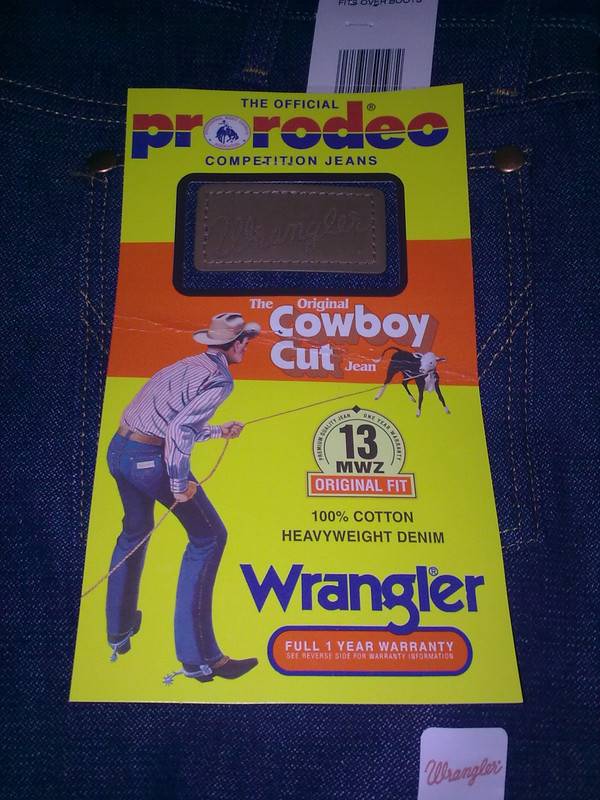 FITS OVER BOOTS
THE OFFICIAL
prorodeo®
COMPETITION JEANS
Wrangler
The Original
Cowboy
Cut Jean
PREMIUM QUALITY JEAN ONE YEAR WARRANTY
13
MWZ
ORIGINAL FIT
100% COTTON
HEAVYWEIGHT DENIM
Wrangler®
FULL 1 YEAR WARRANTY
SEE REVERSE SIDE FOR WARRANTY INFORMATION
Wrangler